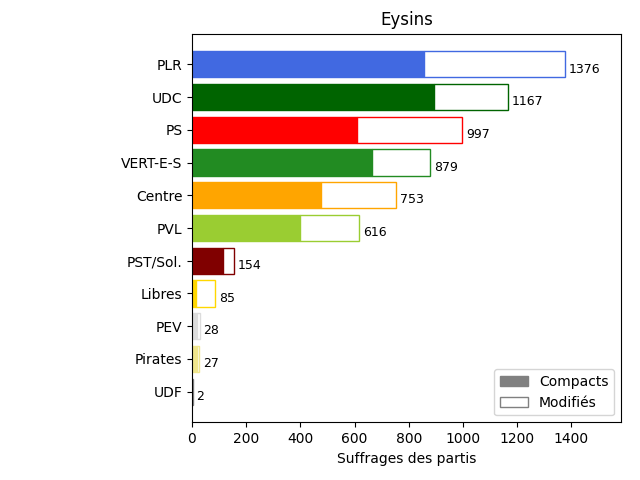 Eysins
PLR 1376
UDC 1167
PS 997
VERT-E-S 879
Centre 753
PVL 616
PST/Sol. 154
Libres 85
PEV 28
Pirates 27
UDF 2
Compacts
Modifiés
0 200 400 600 800 1000 1200 1400
Suffrages des partis